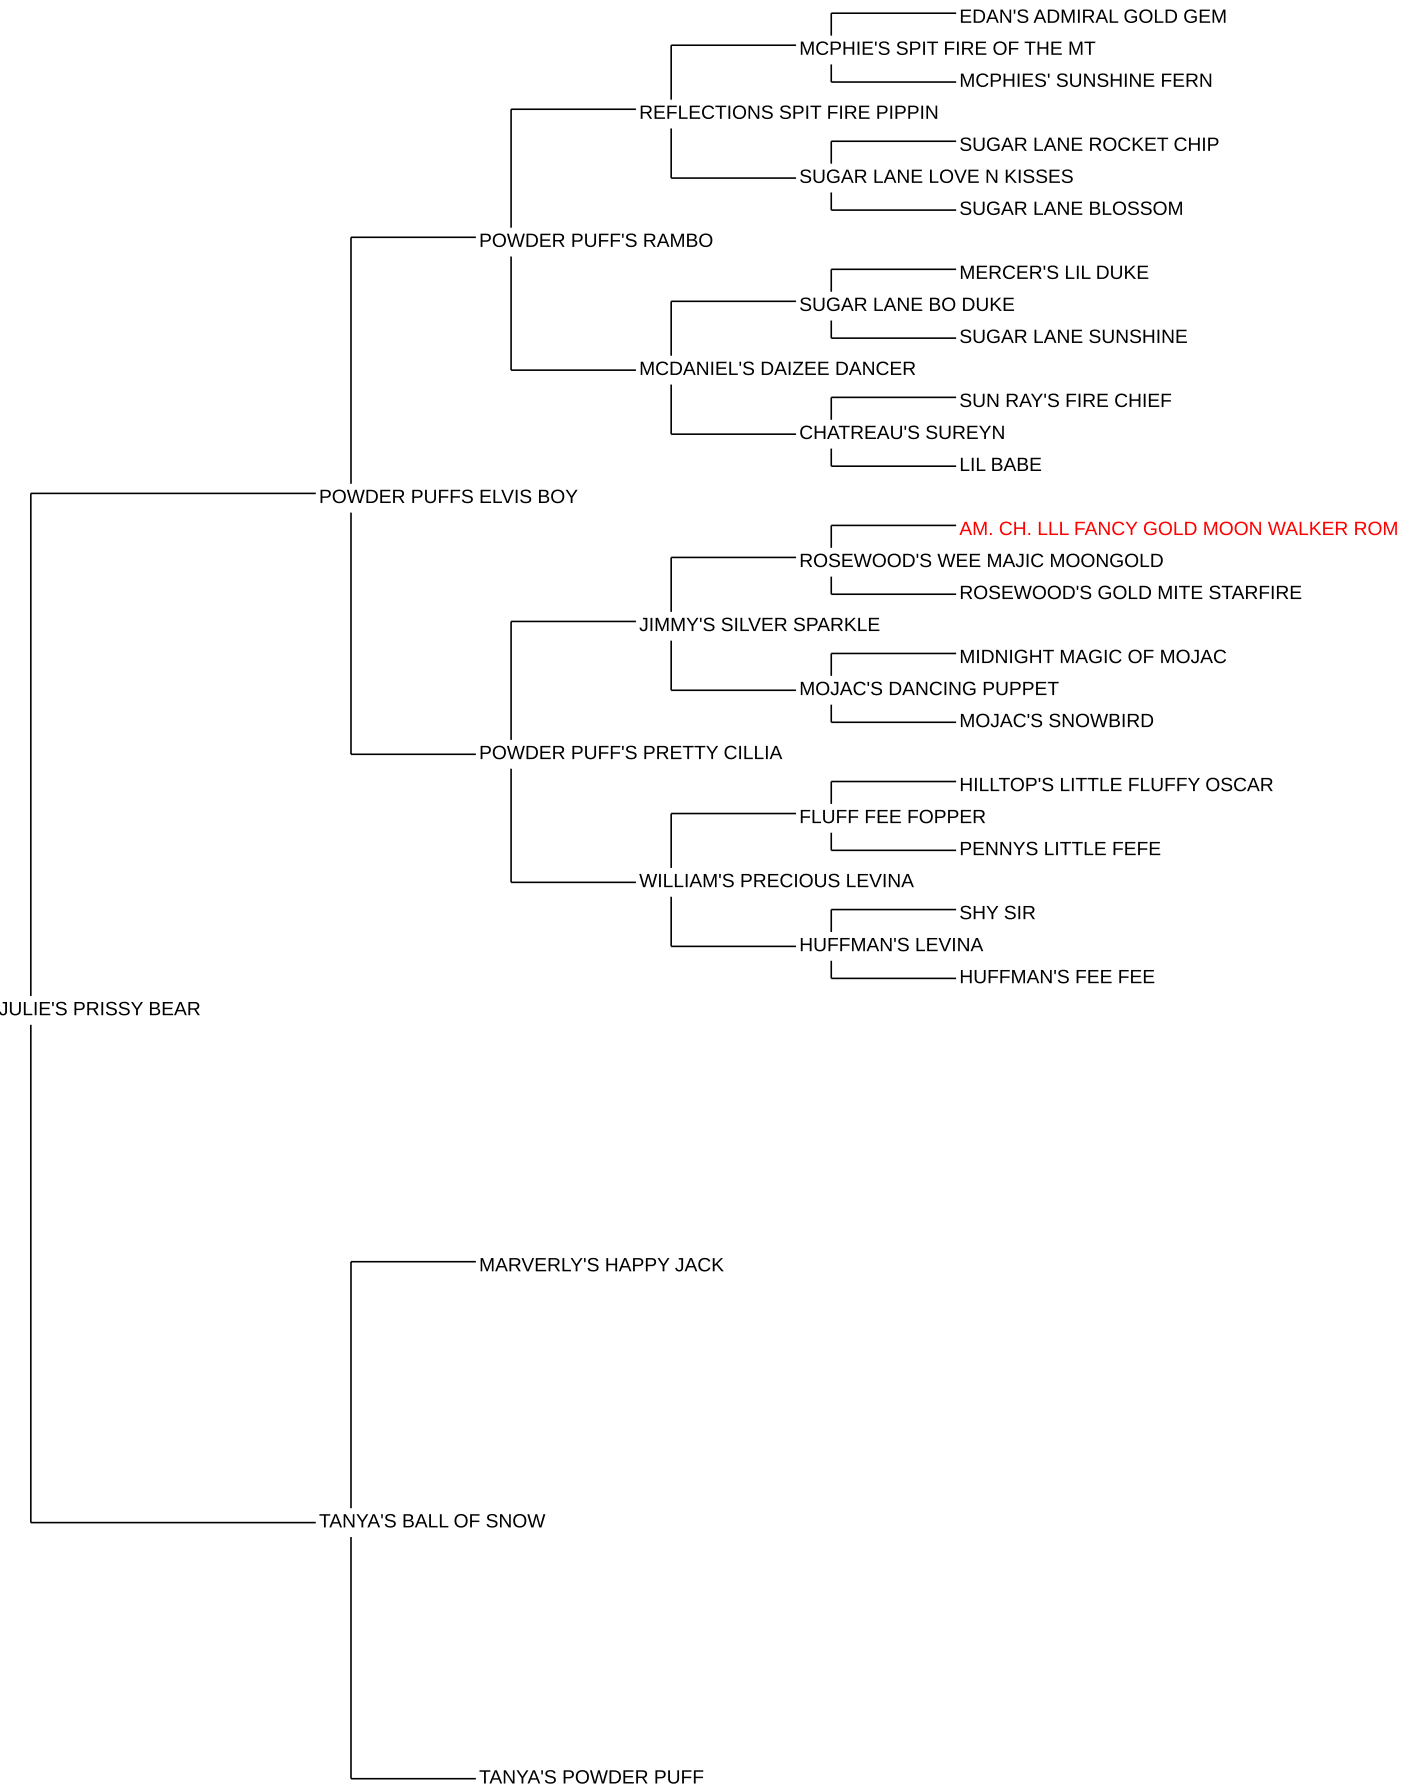 EDAN'S ADMIRAL GOLD GEM
MCPHIE'S SPIT FIRE OF THE MT
MCPHIES' SUNSHINE FERN
REFLECTIONS SPIT FIRE PIPPIN
SUGAR LANE ROCKET CHIP
SUGAR LANE LOVE N KISSES
SUGAR LANE BLOSSOM
POWDER PUFF'S RAMBO
MERCER'S LIL DUKE
SUGAR LANE BO DUKE
SUGAR LANE SUNSHINE
MCDANIEL'S DAIZEE DANCER
SUN RAY'S FIRE CHIEF
CHATREAU'S SUREYN
LIL BABE
POWDER PUFFS ELVIS BOY
AM. CH. LLL FANCY GOLD MOON WALKER ROM
ROSEWOOD'S WEE MAJIC MOONGOLD
ROSEWOOD'S GOLD MITE STARFIRE
JIMMY'S SILVER SPARKLE
MIDNIGHT MAGIC OF MOJAC
MOJAC'S DANCING PUPPET
MOJAC'S SNOWBIRD
POWDER PUFF'S PRETTY CILLIA
HILLTOP'S LITTLE FLUFFY OSCAR
FLUFF FEE FOPPER
PENNYS LITTLE FEFE
WILLIAM'S PRECIOUS LEVINA
SHY SIR
HUFFMAN'S LEVINA
HUFFMAN'S FEE FEE
JULIE'S PRISSY BEAR
MARVERLY'S HAPPY JACK
TANYA'S BALL OF SNOW
TANYA'S POWDER PUFF